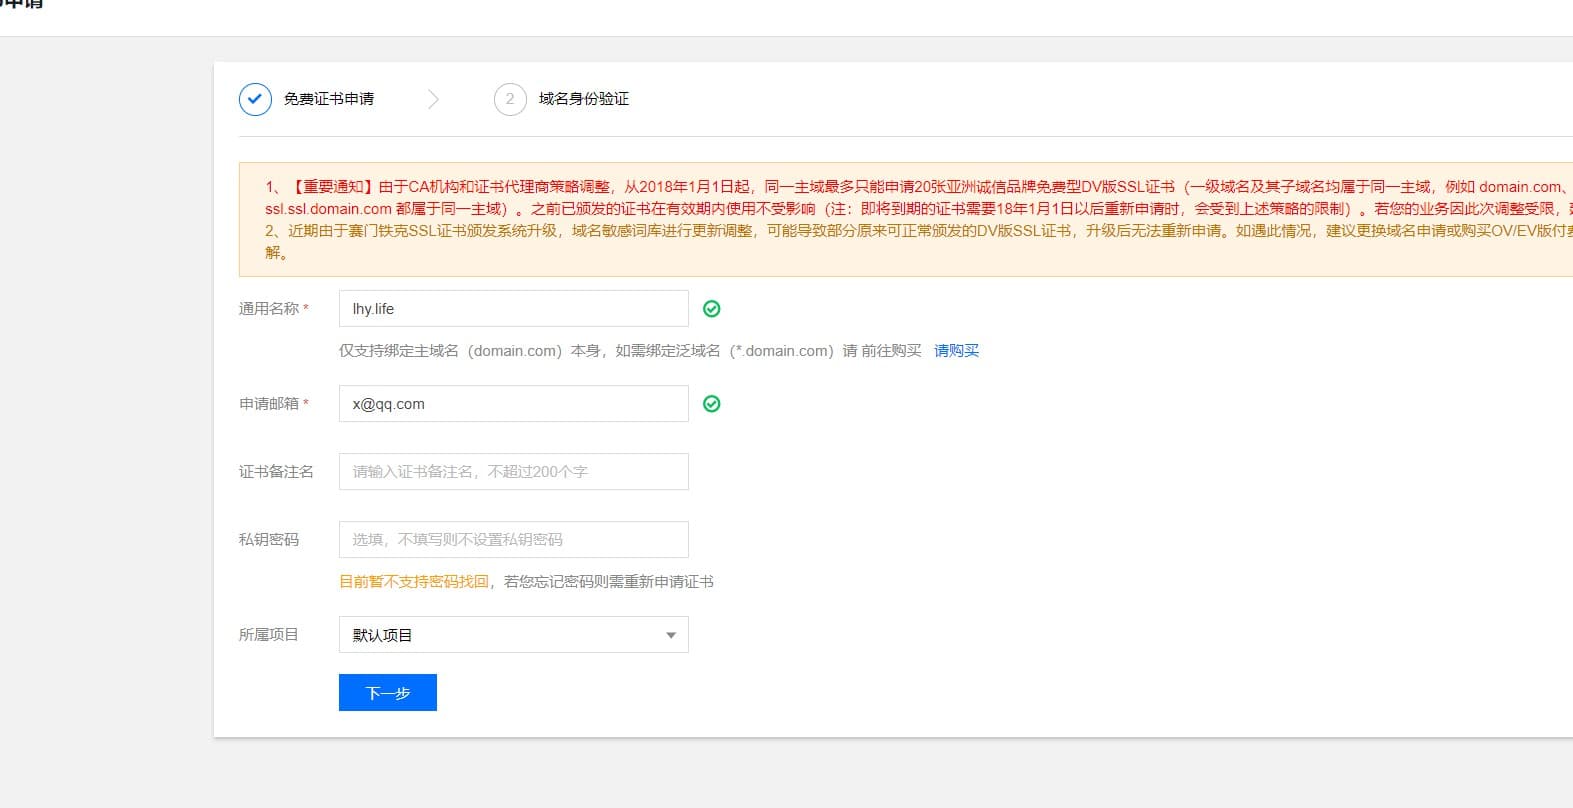 申请
免费证书申请
2 域名身份验证
1、【重要通知】由于CA机构和证书代理商策略调整，从2018年1月1日起，同一主域最多只能申请20张亚洲诚信品牌免费型DV版SSL证书（一级域名及其子域名均属于同一主域，例如 domain.com、
ssl.ssl.domain.com 都属于同一主域）。之前已颁发的证书在有效期内使用不受影响（注：即将到期的证书需要18年1月1日以后重新申请时，会受到上述策略的限制）。若您的业务因此次调整受限，
2、近期由于赛门铁克SSL证书颁发系统升级，域名敏感词库进行更新调整，可能导致部分原来可正常颁发的DV版SSL证书，升级后无法重新申请。如遇此情况，建议更换域名申请或购买OV/EV版付
解。
通用名称 * lhy.life
仅支持绑定主域名（domain.com）本身，如需绑定泛域名（*.domain.com）请 前往购买 请购买
申请邮箱 * x@qq.com
证书备注名 请输入证书备注名，不超过200个字
私钥密码 选填，不填写则不设置私钥密码
目前暂不支持密码找回，若您忘记密码则需重新申请证书
所属项目 默认项目
下一步